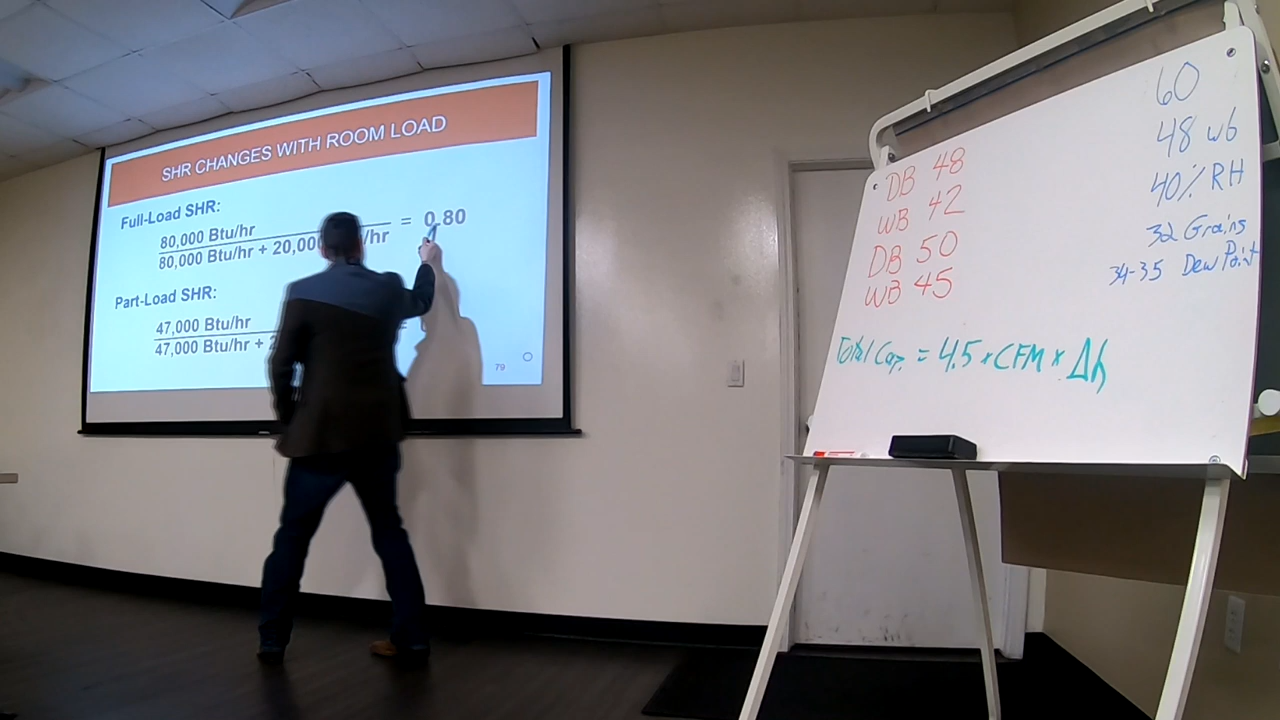 SHR CHANGES WITH ROOM LOAD
Full-Load SHR:
80,000 Btu/hr
80,000 Btu/hr + 20,000 /hr
= 0.80
Part-Load SHR:
47,000 Btu/hr
47,000 Btu/hr + 2
=
79
DB 48
WB 42
DB 50
WB 45
Total Cap. = 4.5 × CFM × Δh
60
48 wb
40% RH
32 Grains
34-35 Dew Point